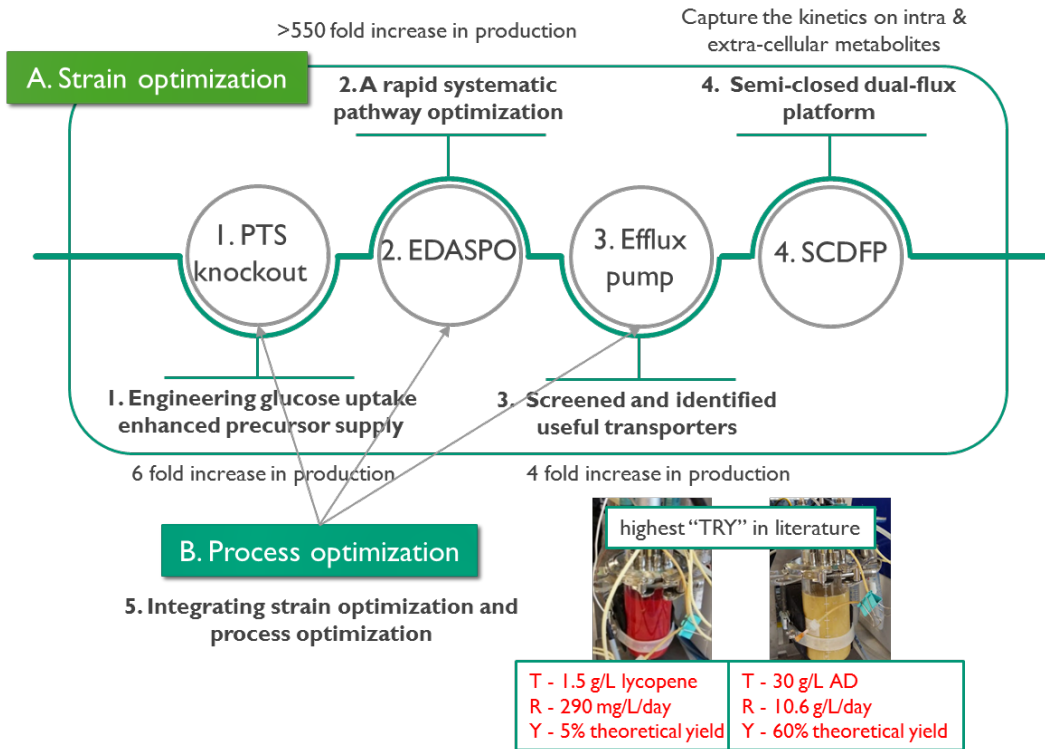 >550 fold increase in production
Capture the kinetics on intra &
extra-cellular metabolites
A. Strain optimization
2. A rapid systematic
pathway optimization
4. Semi-closed dual-flux
platform
1. PTS
knockout
2. EDASPO
3. Efflux
pump
4. SCDFP
1. Engineering glucose uptake
enhanced precursor supply
3. Screened and identified
useful transporters
6 fold increase in production
4 fold increase in production
B. Process optimization
5. Integrating strain optimization and
process optimization
highest “TRY” in literature
T - 1.5 g/L lycopene
R - 290 mg/L/day
Y - 5% theoretical yield
T - 30 g/L AD
R - 10.6 g/L/day
Y - 60% theoretical yield